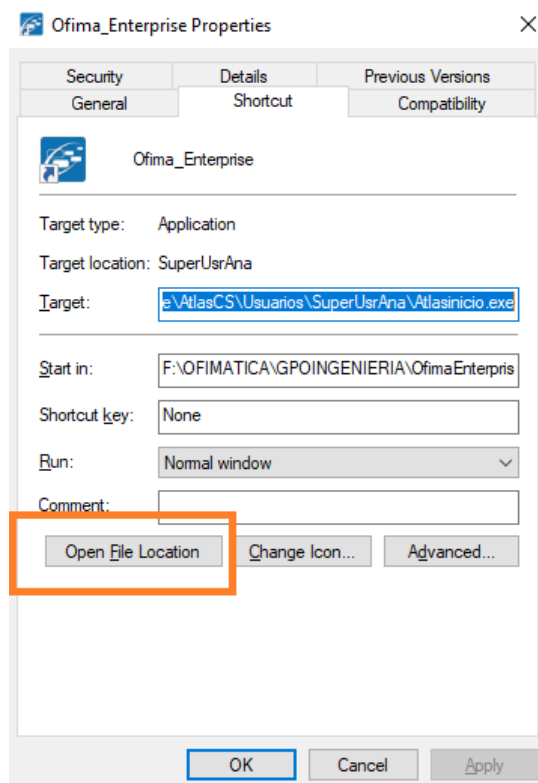 Ofima_Enterprise Properties
Security Details Previous Versions
General Shortcut Compatibility
Ofima_Enterprise
Target type: Application
Target location: SuperUsrAna
Target: e\AtlasCS\Usuarios\SuperUsrAna\Atlasinicio.exe
Start in: F:\OFIMATICA\GPOINGENIERIA\OfimaEnterpris
Shortcut key: None
Run: Normal window
Comment:
Open File Location Change Icon... Advanced...
OK Cancel Apply